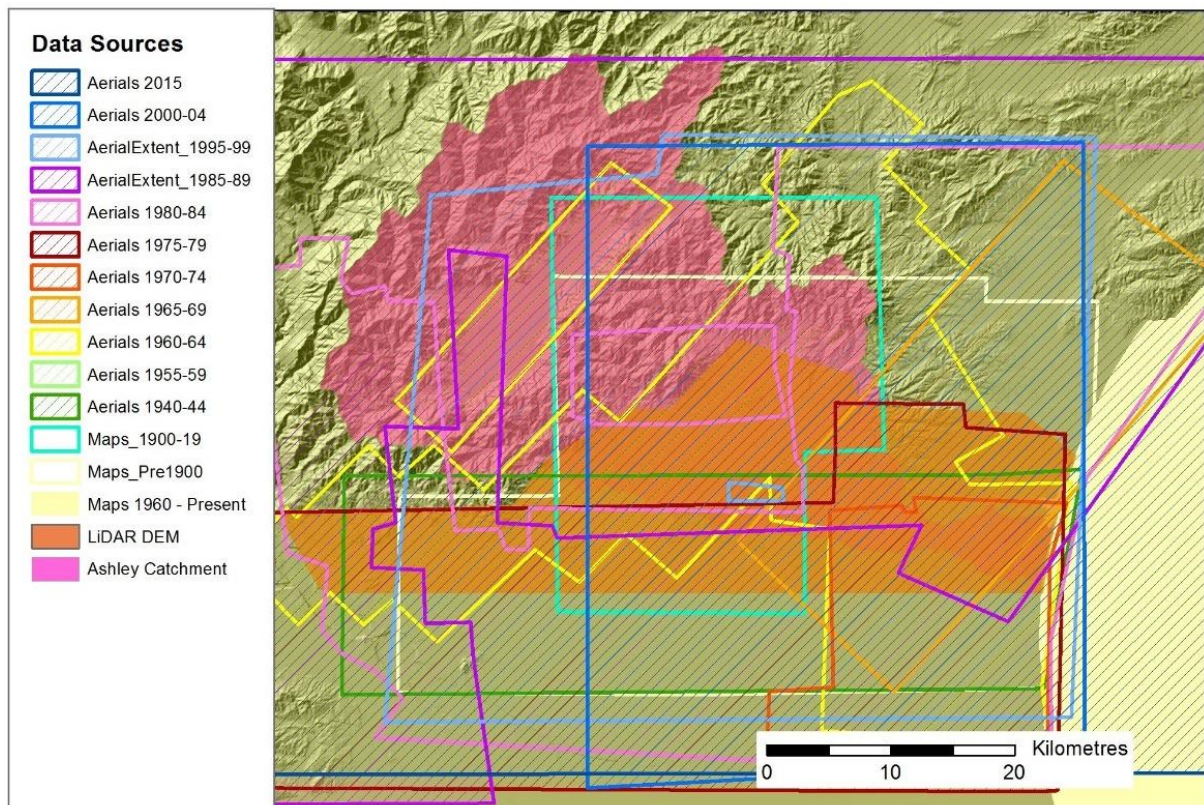 Data Sources
Aerials 2015
Aerials 2000-04
AerialExtent_1995-99
AerialExtent_1985-89
Aerials 1980-84
Aerials 1975-79
Aerials 1970-74
Aerials 1965-69
Aerials 1960-64
Aerials 1955-59
Aerials 1940-44
Maps_1900-19
Maps_Pre1900
Maps 1960 - Present
LiDAR DEM
Ashley Catchment
Kilometres
0 10 20